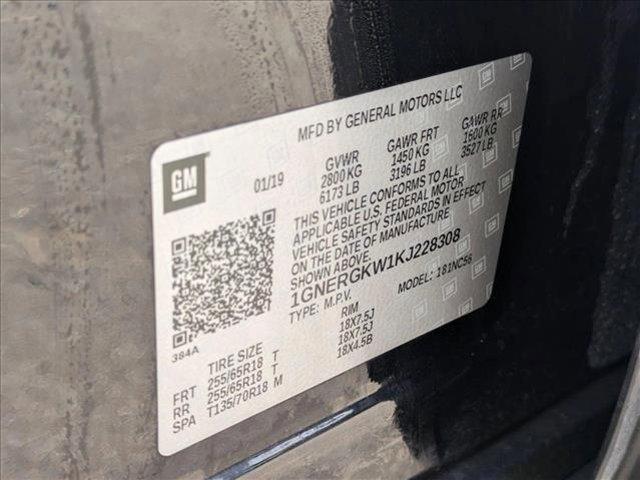 MFD BY GENERAL MOTORS LLC
GM
01/19
GVWR GAWR FRT GAWR RR
2800 KG 1450 KG 1600 KG
6173 LB 3196 LB 3527 LB
THIS VEHICLE CONFORMS TO ALL
APPLICABLE U.S. FEDERAL MOTOR
VEHICLE SAFETY STANDARDS IN EFFECT
ON THE DATE OF MANUFACTURE
SHOWN ABOVE.
1GNERGKW1KJ228308
TYPE: M.P.V. MODEL: 181NC56
384A
TIRE SIZE RIM
FRT 255/65R18 T 18X7.5J
RR 255/65R18 T 18X7.5J
SPA T135/70R18 M 18X4.5B